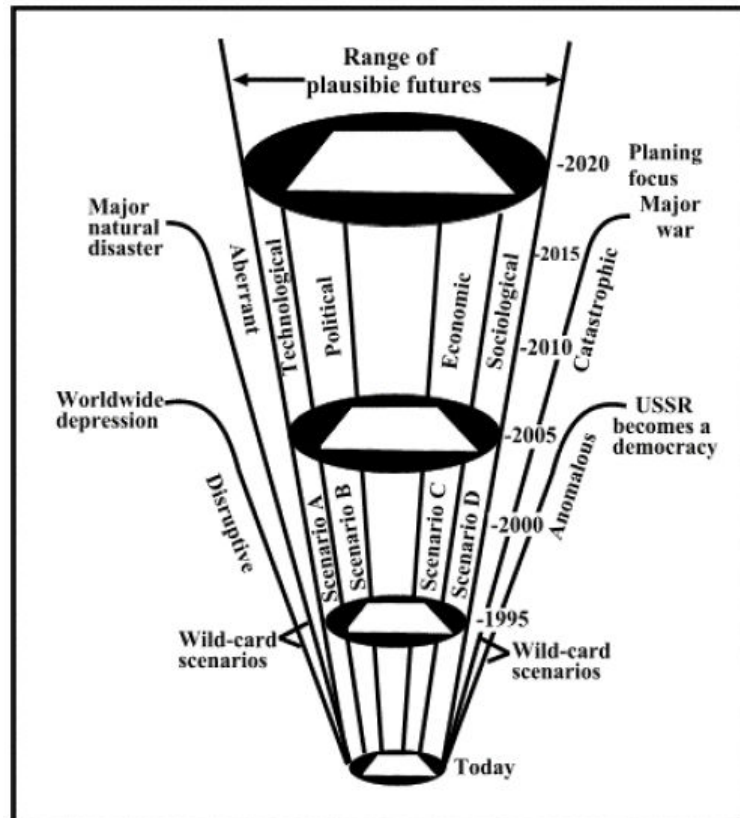 Range of
plausibie futures
-2020
Planing
focus
Major
natural
disaster
Major
war
Aberrant
Technological
Political
Economic
Sociological
-2015
Catastrophic
-2010
Worldwide
depression
USSR
becomes a
democracy
-2005
Disruptive
Scenario A
Scenario B
Scenario C
Scenario D
-2000
Anomalous
-1995
Wild-card
scenarios
Wild-card
scenarios
Today